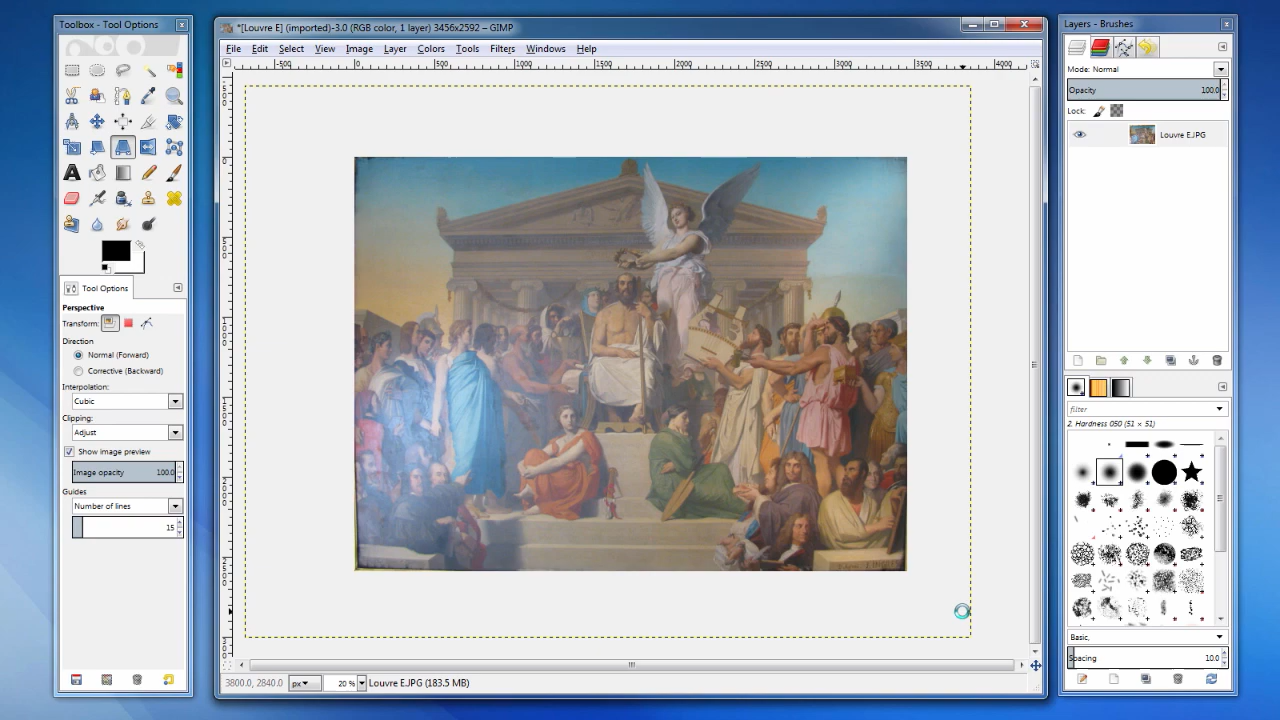 Toolbox - Tool Options
Perspective
Tool Options
Transform:
Direction
Normal (Forward)
Corrective (Backward)
Interpolation:
Cubic
Clipping:
Adjust
Show image preview
Image opacity 100.0
Guides
Number of lines
15
*[Louvre E] (imported)-3.0 (RGB color, 1 layer) 3456x2592 – GIMP
File Edit Select View Image Layer Colors Tools Filters Windows Help
-500 0 500 1000 1500 2000 2500 3000 3500 4000
3800.0, 2840.0 px 20 % Louvre E.JPG (183.5 MB)
Layers - Brushes
Mode: Normal
Opacity 100.0
Lock:
Louvre E.JPG
filter
2. Hardness 050 (51 × 51)
Basic,
Spacing 10.0